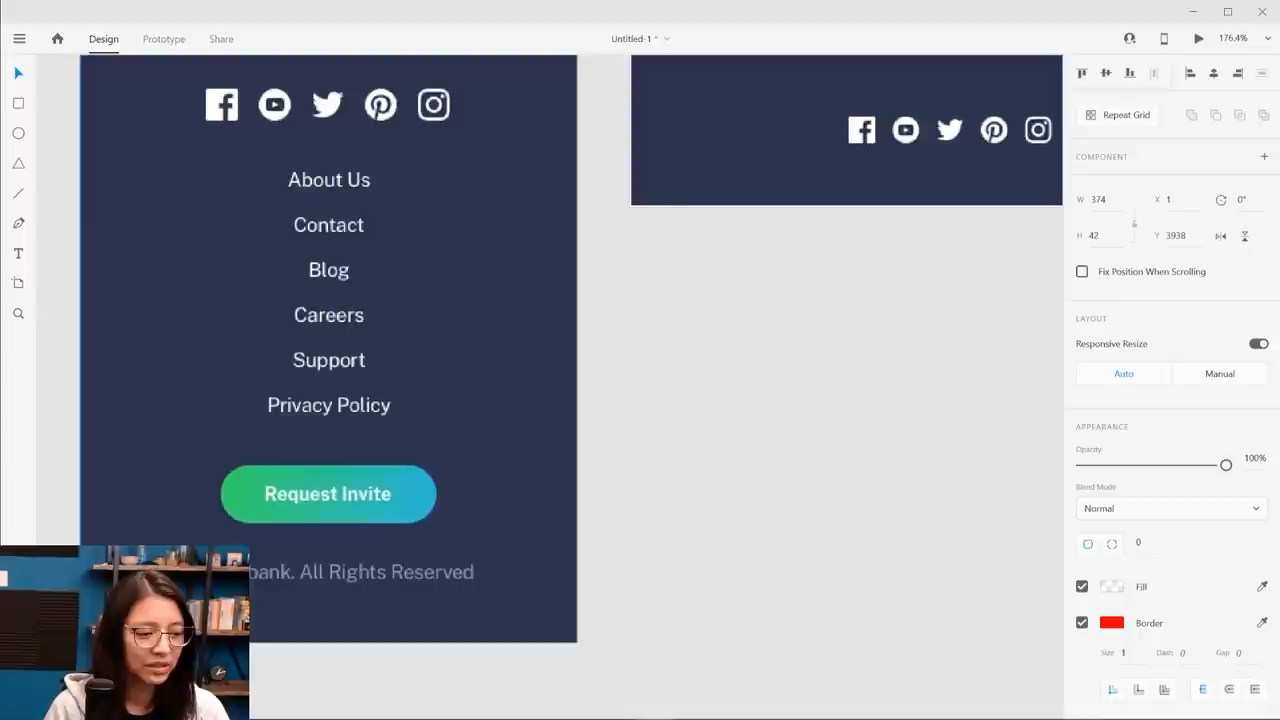 Design
Prototype
Share
Untitled-1 *
176.4%
Repeat Grid
COMPONENT
W 374
X 1
0°
H 42
Y 3938
Fix Position When Scrolling
LAYOUT
Responsive Resize
Auto
Manual
APPEARANCE
Opacity
100%
Blend Mode
Normal
0
Fill
Border
Size 1
Dash 0
Gap 0
About Us
Contact
Blog
Careers
Support
Privacy Policy
Request Invite
bank. All Rights Reserved